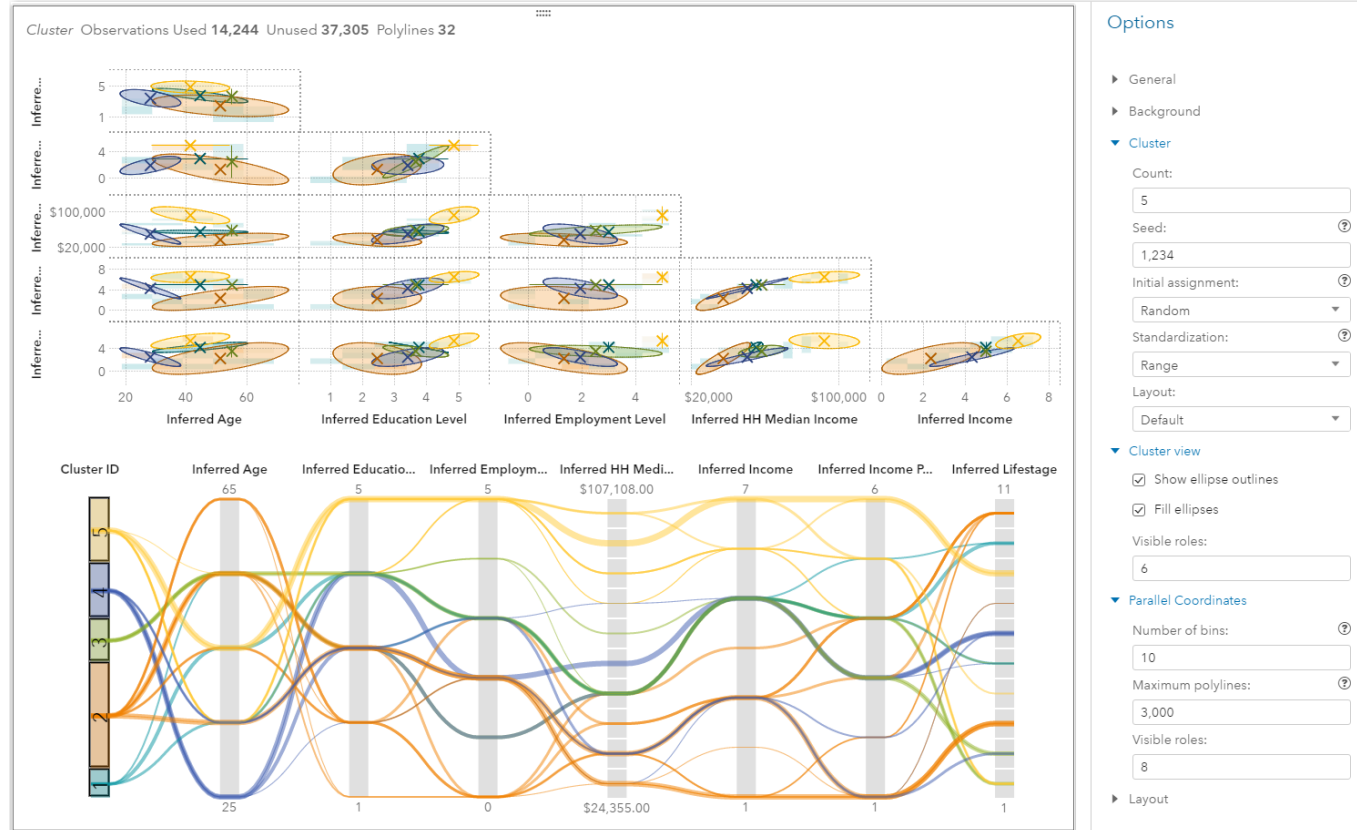 Cluster Observations Used 14,244 Unused 37,305 Polylines 32
Inferre...
5
1
Inferre...
4
0
Inferre...
$100,000
$20,000
Inferre...
8
4
0
Inferre...
4
0
20 40 60
1 2 3 4 5
0 2 4
$20,000 $100,000
0 2 4 6 8
Inferred Age
Inferred Education Level
Inferred Employment Level
Inferred HH Median Income
Inferred Income
Cluster ID
Inferred Age
Inferred Educatio...
Inferred Employm...
Inferred HH Medi...
Inferred Income
Inferred Income P...
Inferred Lifestage
65 5 5 $107,108.00 7 6 11
5
4
3
2
1
25 1 0 $24,355.00 1 1 1
Options
General
Background
Cluster
Count:
5
Seed:
1,234
Initial assignment:
Random
Standardization:
Range
Layout:
Default
Cluster view
Show ellipse outlines
Fill ellipses
Visible roles:
6
Parallel Coordinates
Number of bins:
10
Maximum polylines:
3,000
Visible roles:
8
Layout